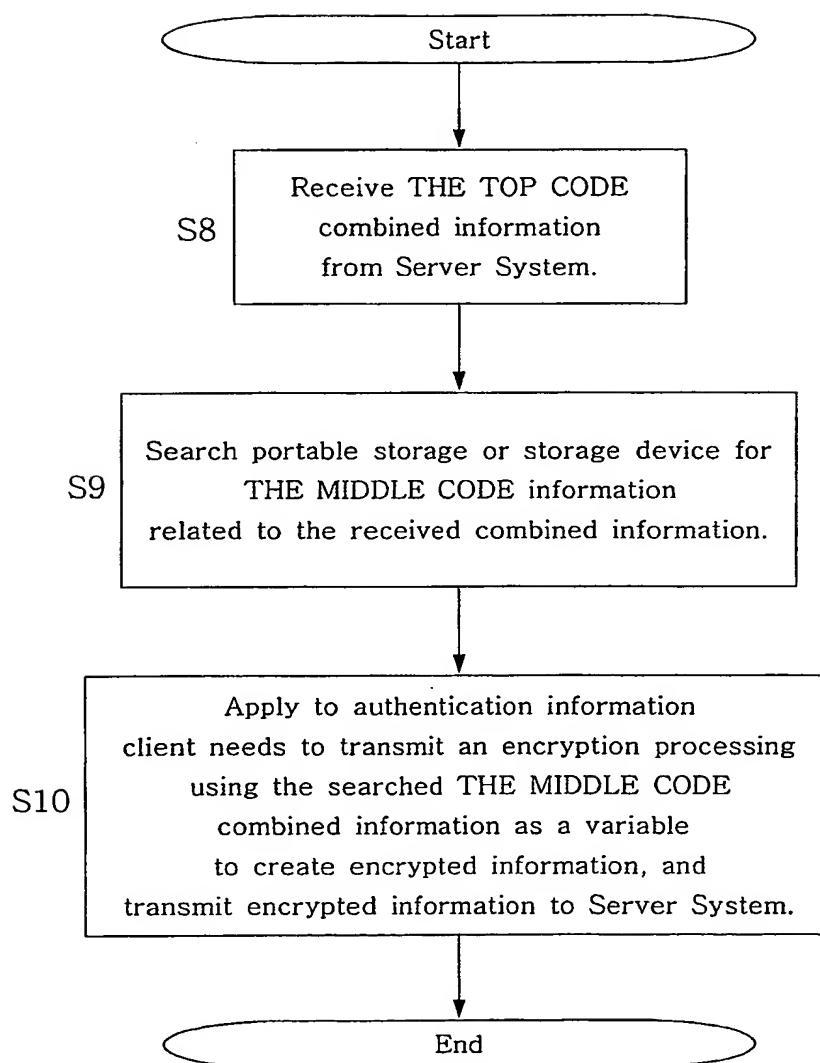 Start
S8
Receive THE TOP CODE
combined information
from Server System.
S9
Search portable storage or storage device for
THE MIDDLE CODE information
related to the received combined information.
S10
Apply to authentication information
client needs to transmit an encryption processing
using the searched THE MIDDLE CODE
combined information as a variable
to create encrypted information, and
transmit encrypted information to Server System.
End